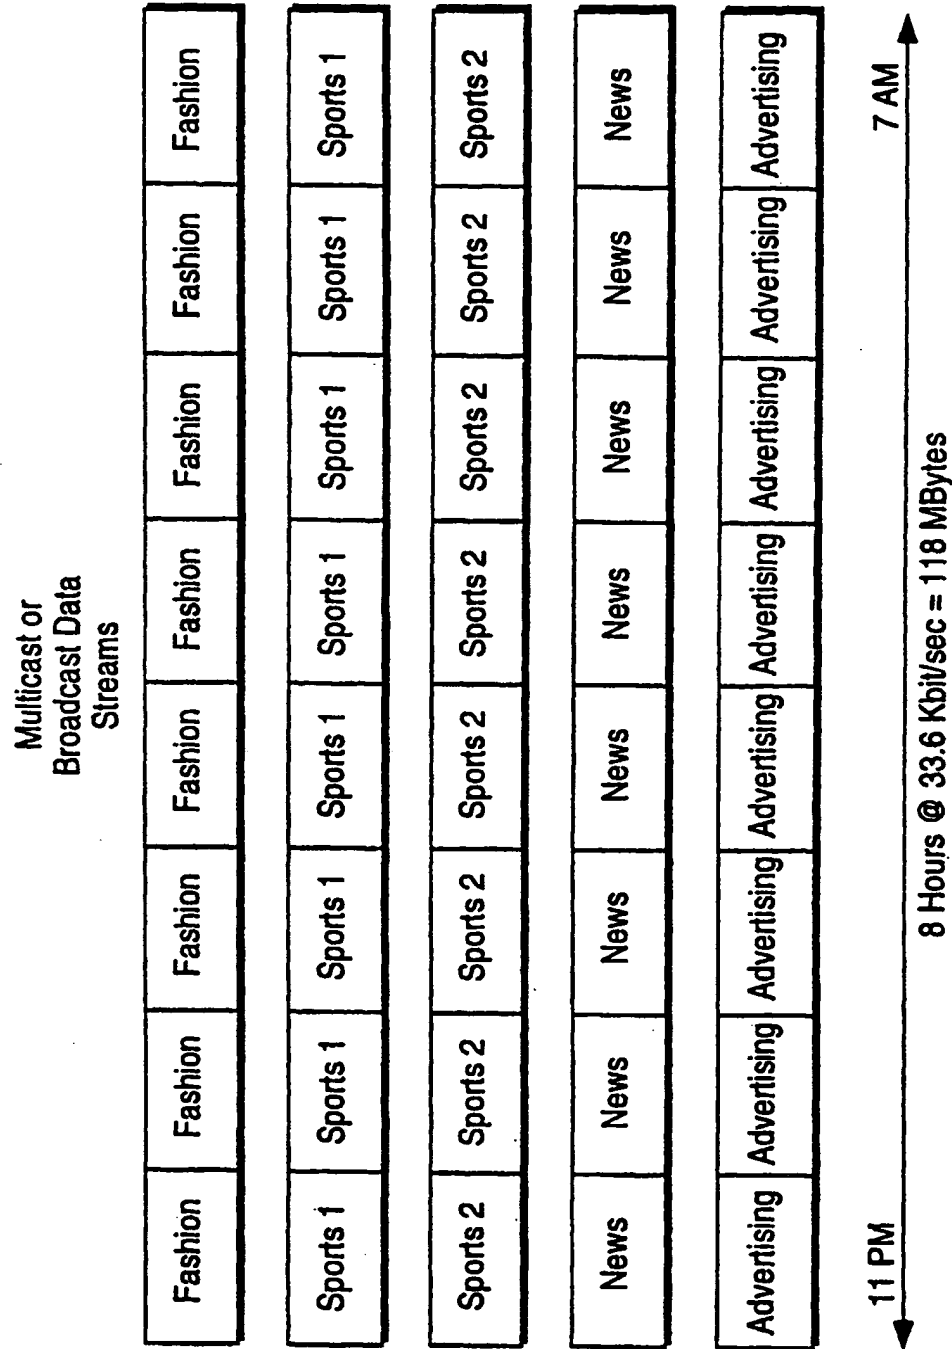 Multicast or
Broadcast Data
Streams
Fashion Fashion Fashion Fashion Fashion Fashion Fashion Fashion
Sports 1 Sports 1 Sports 1 Sports 1 Sports 1 Sports 1 Sports 1 Sports 1
Sports 2 Sports 2 Sports 2 Sports 2 Sports 2 Sports 2 Sports 2 Sports 2
News News News News News News News News
Advertising Advertising Advertising Advertising Advertising Advertising Advertising Advertising
11 PM 7 AM
8 Hours @ 33.6 Kbit/sec = 118 MBytes